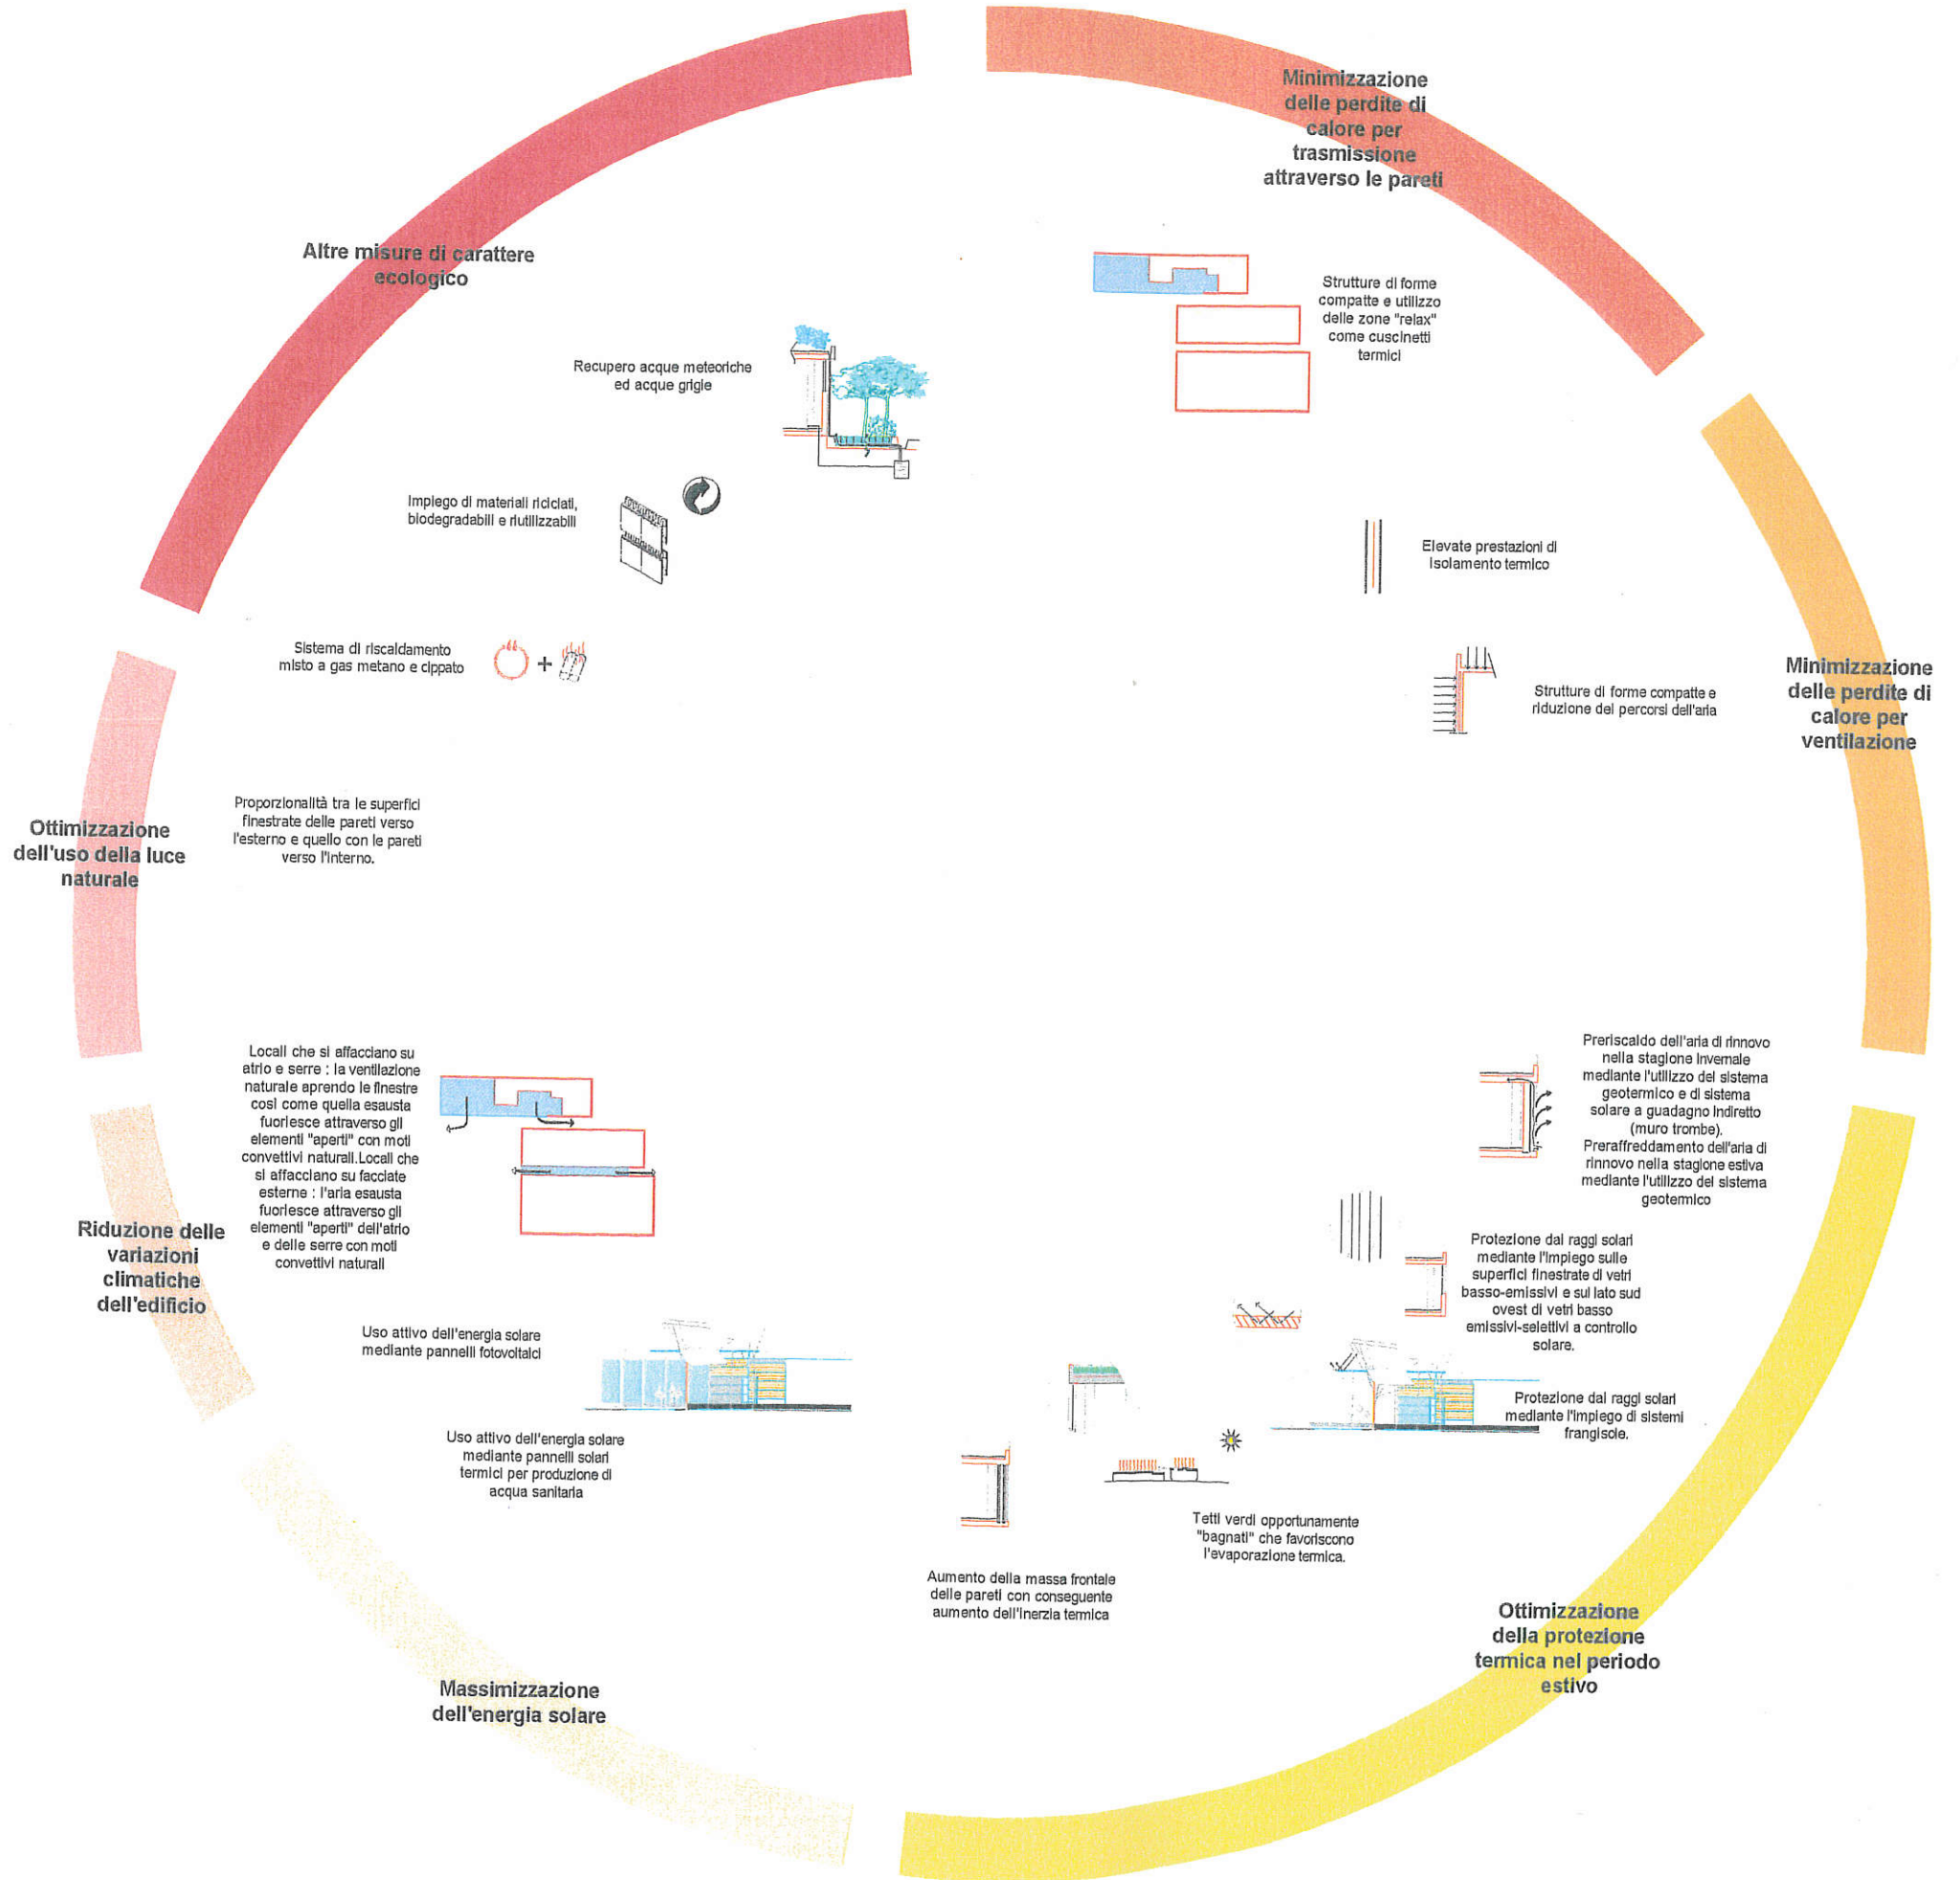 Minimizzazione
delle perdite di
calore per
trasmissione
attraverso le pareti
Strutture di forme
compatte e utilizzo
delle zone "relax"
come cuscinetti
termici
Elevate prestazioni di
isolamento termico
Minimizzazione
delle perdite di
calore per
ventilazione
Strutture di forme compatte e
riduzione dei percorsi dell'aria
Preriscaldo dell'aria di rinnovo
nella stagione invernale
mediante l'utilizzo del sistema
geotermico e di sistema
solare a guadagno indiretto
(muro trombe).
Preraffreddamento dell'aria di
rinnovo nella stagione estiva
mediante l'utilizzo del sistema
geotermico
Protezione dai raggi solari
mediante l'impiego sulle
superfici finestrate di vetri
basso-emissivi e sul lato sud
ovest di vetri basso
emissivi-selettivi a controllo
solare.
Protezione dai raggi solari
mediante l'impiego di sistemi
frangisole.
Tetti verdi opportunamente
"bagnati" che favoriscono
l'evaporazione termica.
Aumento della massa frontale
delle pareti con conseguente
aumento dell'inerzia termica
Ottimizzazione
della protezione
termica nel periodo
estivo
Massimizzazione
dell'energia solare
Uso attivo dell'energia solare
mediante pannelli solari
termici per produzione di
acqua sanitaria
Uso attivo dell'energia solare
mediante pannelli fotovoltaici
Riduzione delle
variazioni
climatiche
dell'edificio
Locali che si affacciano su
atrio e serre : la ventilazione
naturale aprendo le finestre
così come quella esausta
fuoriesce attraverso gli
elementi "aperti" con moti
convettivi naturali.Locali che
si affacciano su facciate
esterne : l'aria esausta
fuoriesce attraverso gli
elementi "aperti" dell'atrio
e delle serre con moti
convettivi naturali
Ottimizzazione
dell'uso della luce
naturale
Proporzionalità tra le superfici
finestrate delle pareti verso
l'esterno e quello con le pareti
verso l'interno.
Altre misure di carattere
ecologico
Sistema di riscaldamento
misto a gas metano e cippato
+
Impiego di materiali riciclati,
biodegradabili e riutilizzabili
Recupero acque meteoriche
ed acque grigie